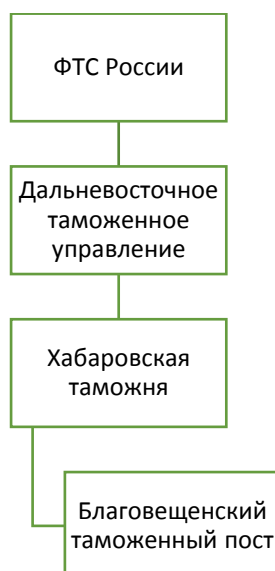 ФТС России
Дальневосточное
таможенное
управление
Хабаровская
таможня
Благовещенский
таможенный пост